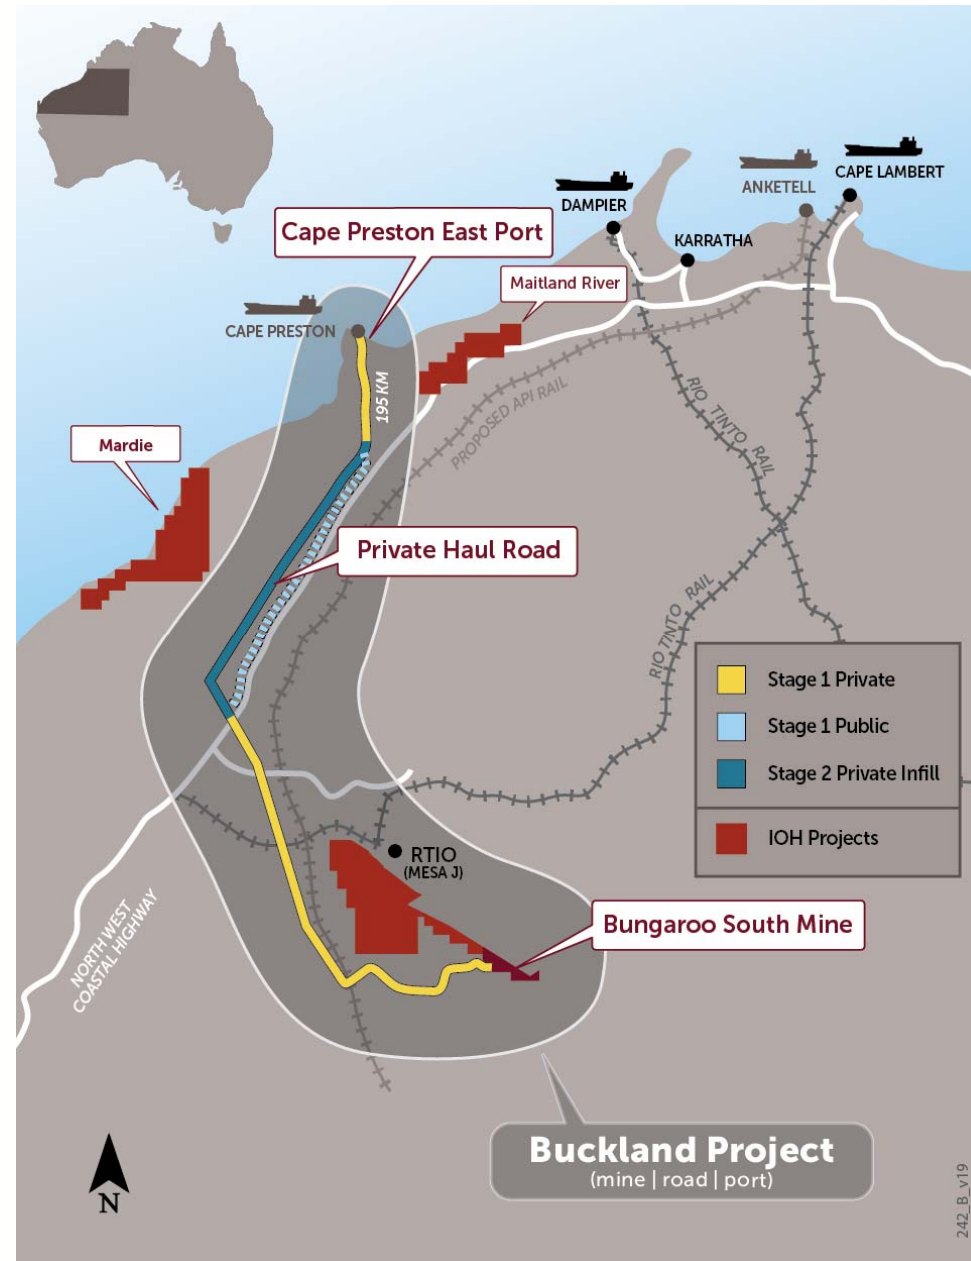 CAPE LAMBERT
ANKETELL
DAMPIER
KARRATHA
Cape Preston East Port
Maitland River
CAPE PRESTON
195 KM
PROPOSED API RAIL
RIO TINTO RAIL
Mardie
Private Haul Road
RIO TINTO RAIL
Stage 1 Private
Stage 1 Public
Stage 2 Private Infill
IOH Projects
RTIO
(MESA J)
Bungaroo South Mine
NORTH WEST
COASTAL HIGHWAY
Buckland Project
(mine | road | port)
N
242_B_v19